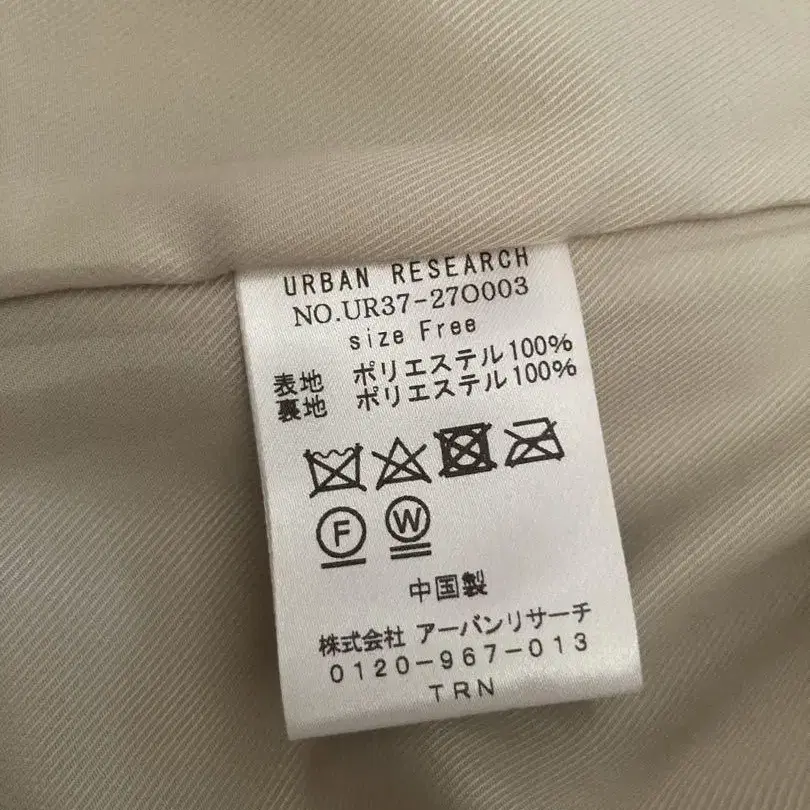 URBAN RESEARCH
NO.UR37-27O003
size Free
表地 ポリエステル100%
裏地 ポリエステル100%
F W
中国製
株式会社 アーバンリサーチ
0120-967-013
TRN